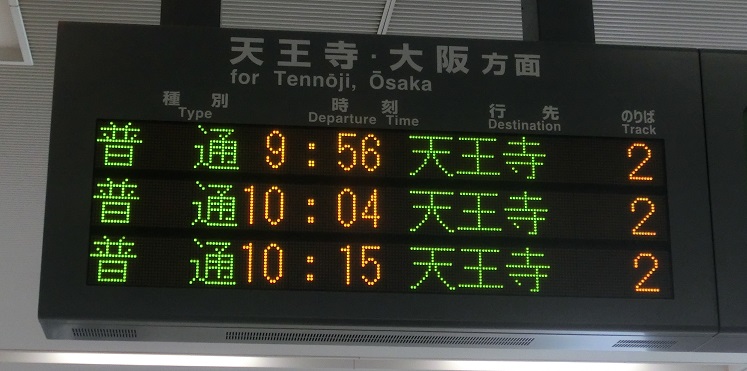 天王寺・大阪方面
for Tennōji, Ōsaka
種別 時刻 行先 のりば
Type Departure Time Destination Track
普通 9:56 天王寺 2
普通 10:04 天王寺 2
普通 10:15 天王寺 2